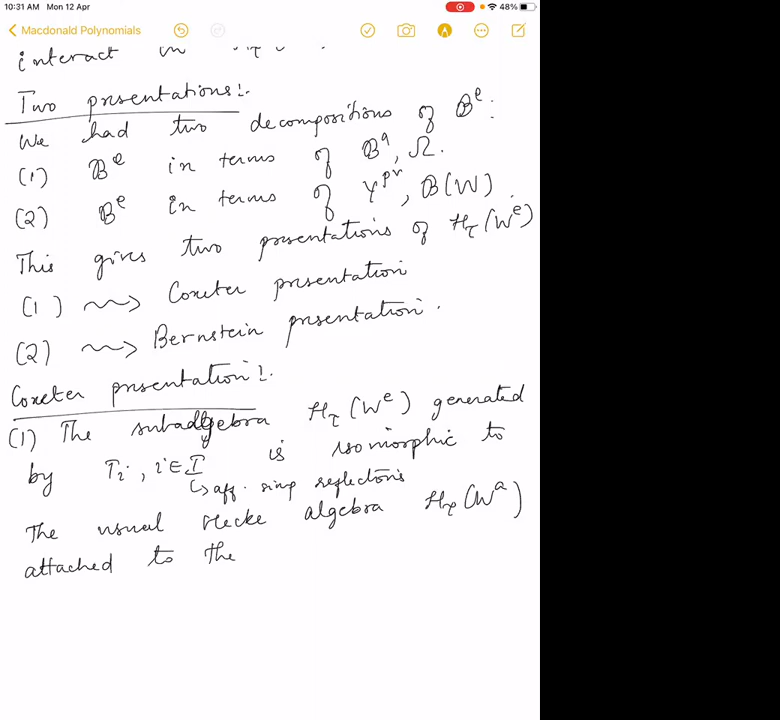 10:31 AM Mon 12 Apr
48%
Macdonald Polynomials
interact in
Two presentations:.
We had two decompositions of 𝔹^e:
(1) 𝔹^e in terms of 𝔹^a, Ω.
(2) 𝔹^e in terms of Y^{pr}, 𝔹(W).
This gives two presentations of H_τ(W^e)
(1) ⇝ Coxeter presentation
(2) ⇝ Bernstein presentation.
Coxeter presentation:.
(1) The subalgebra H_τ(W^e) generated
by T_i, i∈I is isomorphic to
↳ aff. simp reflections
The usual Hecke algebra H_τ(W^a)
attached to the